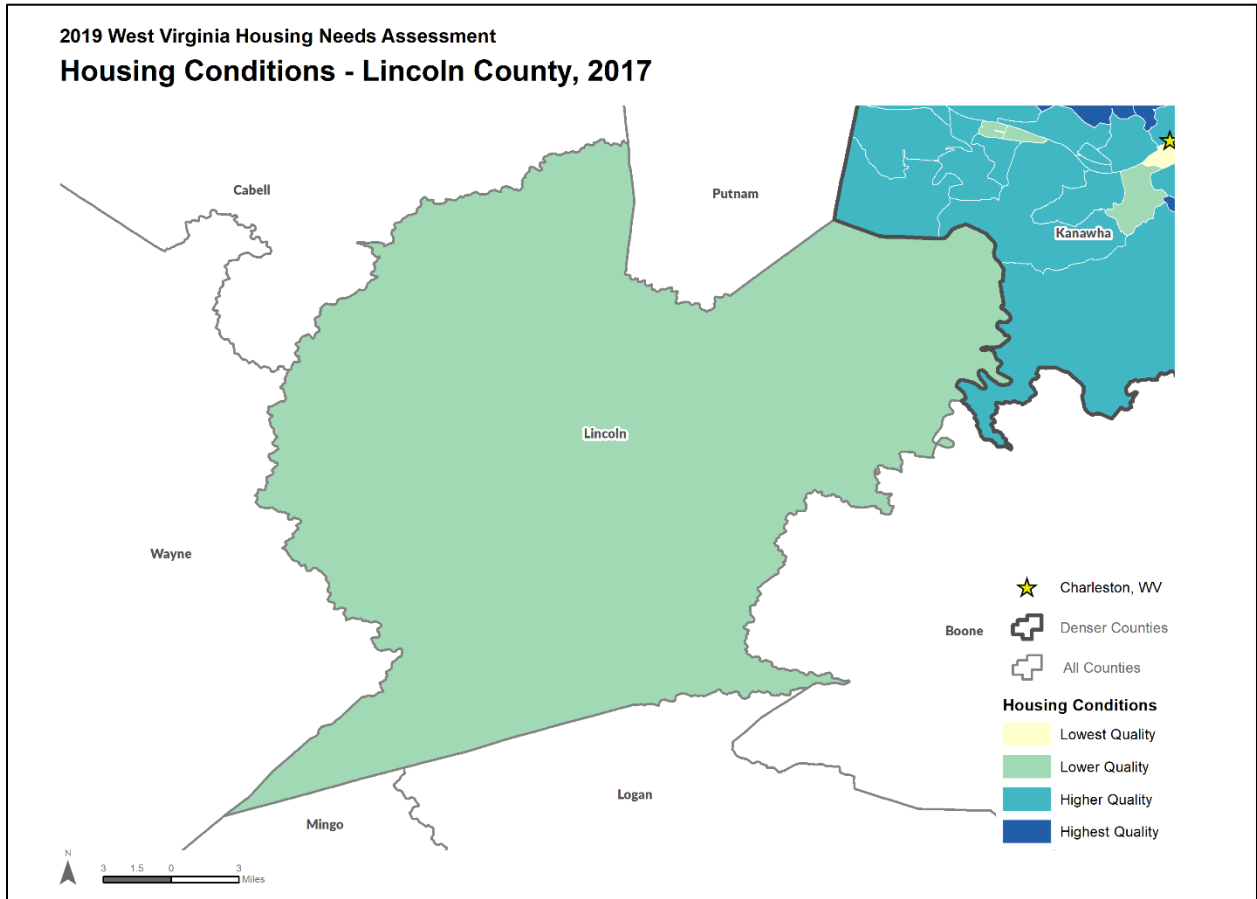 2019 West Virginia Housing Needs Assessment
Housing Conditions - Lincoln County, 2017
Cabell
Putnam
Kanawha
Lincoln
Wayne
Boone
Logan
Mingo
Charleston, WV
Denser Counties
All Counties
Housing Conditions
Lowest Quality
Lower Quality
Higher Quality
Highest Quality
N
3 1.5 0 3
Miles